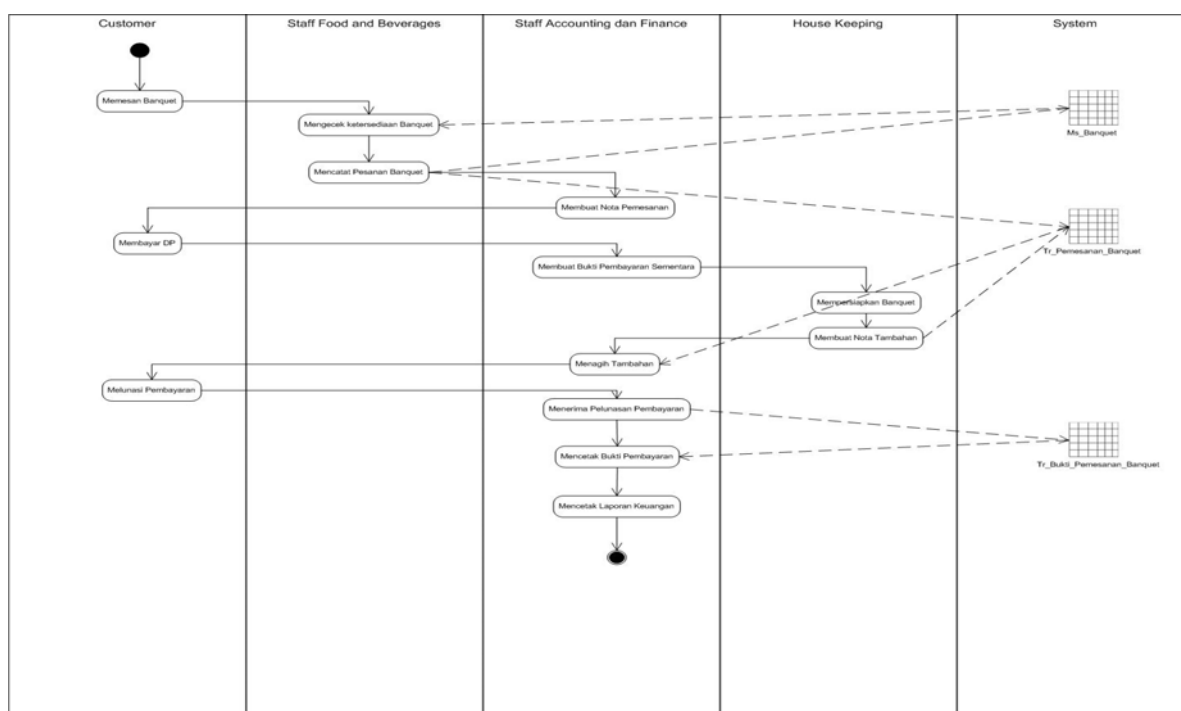 Customer
Staff Food and Beverages
Staff Accounting dan Finance
House Keeping
System
Memesan Banquet
Mengecek ketersediaan Banquet
Ms_Banquet
Mencatat Pesanan Banquet
Membuat Nota Pemesanan
Membayar DP
Tr_Pemesanan_Banquet
Membuat Bukti Pembayaran Sementara
Mempersiapkan Banquet
Membuat Nota Tambahan
Menagih Tambahan
Melunasi Pembayaran
Menerima Pelunasan Pembayaran
Mencetak Bukti Pembayaran
Tr_Bukti_Pemesanan_Banquet
Mencetak Laporan Keuangan